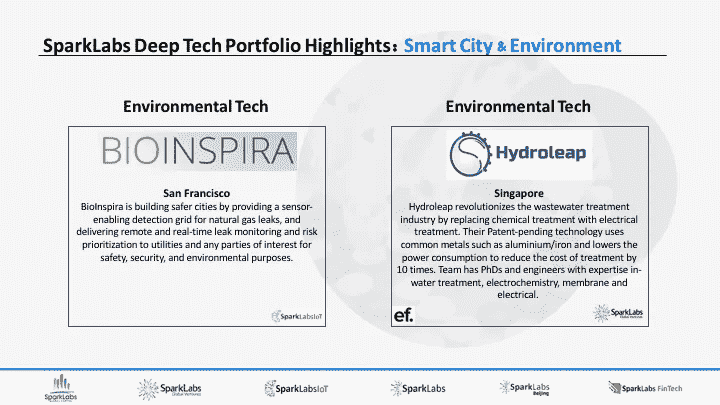 SparkLabs Deep Tech Portfolio Highlights: Smart City & Environment
Environmental Tech
BIOINSPIRA
San Francisco
BioInspira is building safer cities by providing a sensor-
enabling detection grid for natural gas leaks, and
delivering remote and real-time leak monitoring and risk
prioritization to utilities and any parties of interest for
safety, security, and environmental purposes.
SparkLabsIoT
Environmental Tech
Hydroleap
Singapore
Hydroleap revolutionizes the wastewater treatment
industry by replacing chemical treatment with electrical
treatment. Their Patent-pending technology uses
common metals such as aluminium/iron and lowers the
power consumption to reduce the cost of treatment by
10 times. Team has PhDs and engineers with expertise in-
water treatment, electrochemistry, membrane and
electrical.
ef.
SparkLabs
Global Ventures
SparkLabs
SparkLabs
Global Ventures
SparkLabsIoT
SparkLabs
SparkLabs
Beijing
SparkLabs FinTech